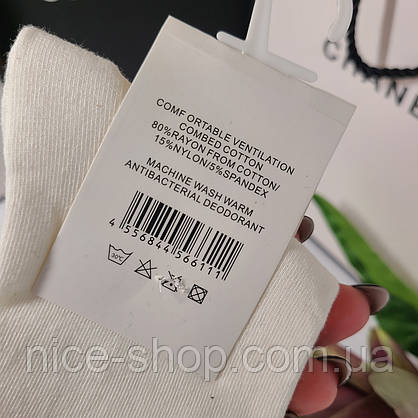 CHANE
COMF ORTABLE VENTILATION
COMBED COTTON
80%RAYON FROM COTTON/
15%NYLON/5%SPANDEX
MACHINE WASH WARM
ANTIBACTERIAL DEODORANT
4 556844 566111
30°C
nice-shop.com.ua